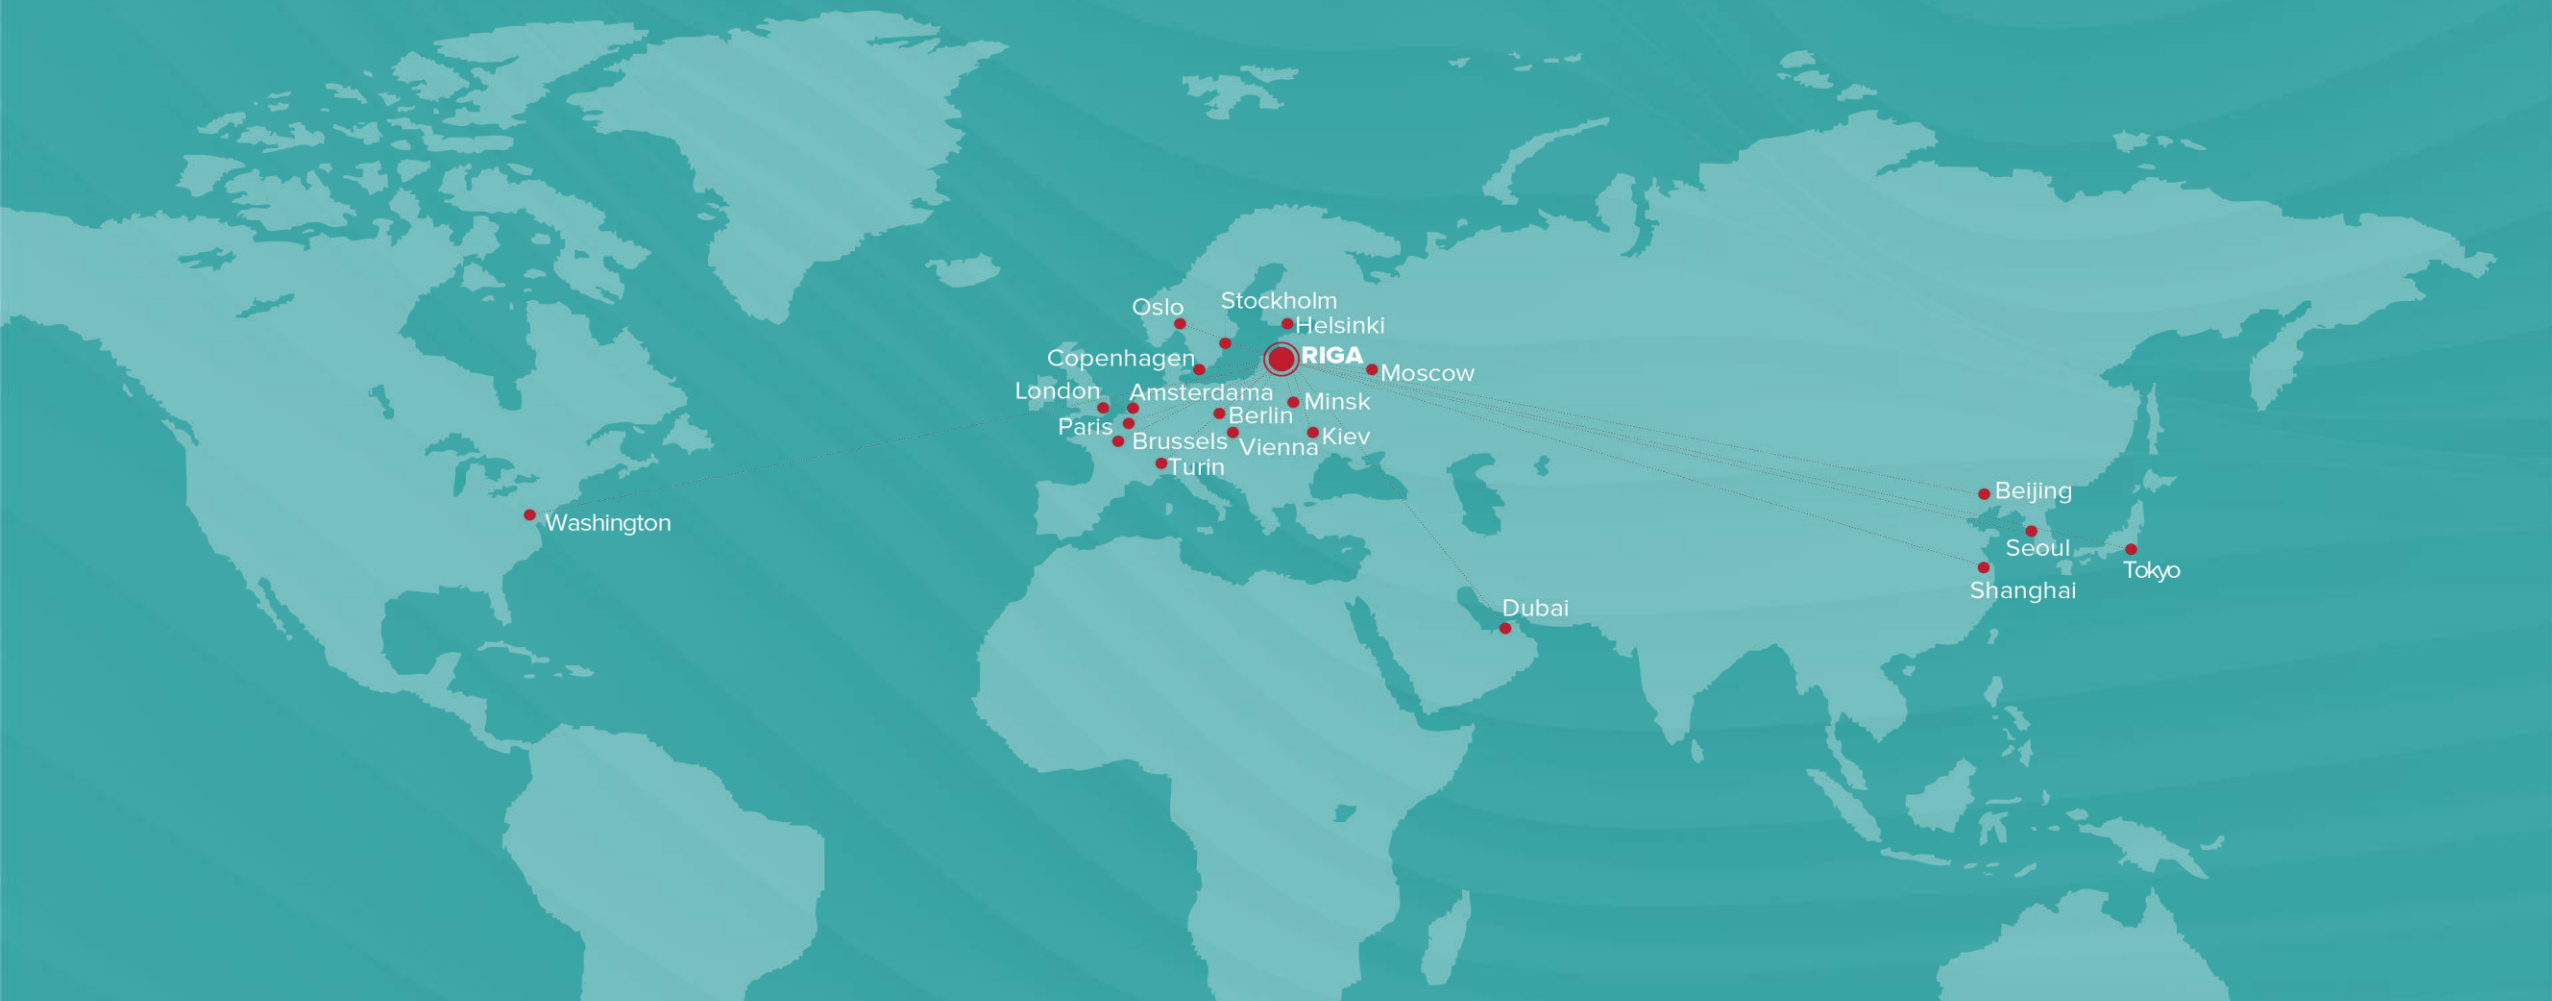 Oslo
Stockholm
Helsinki
RIGA
Copenhagen
Moscow
London
Amsterdama
Minsk
Berlin
Paris
Kiev
Brussels
Vienna
Turin
Beijing
Washington
Seoul
Tokyo
Shanghai
Dubai